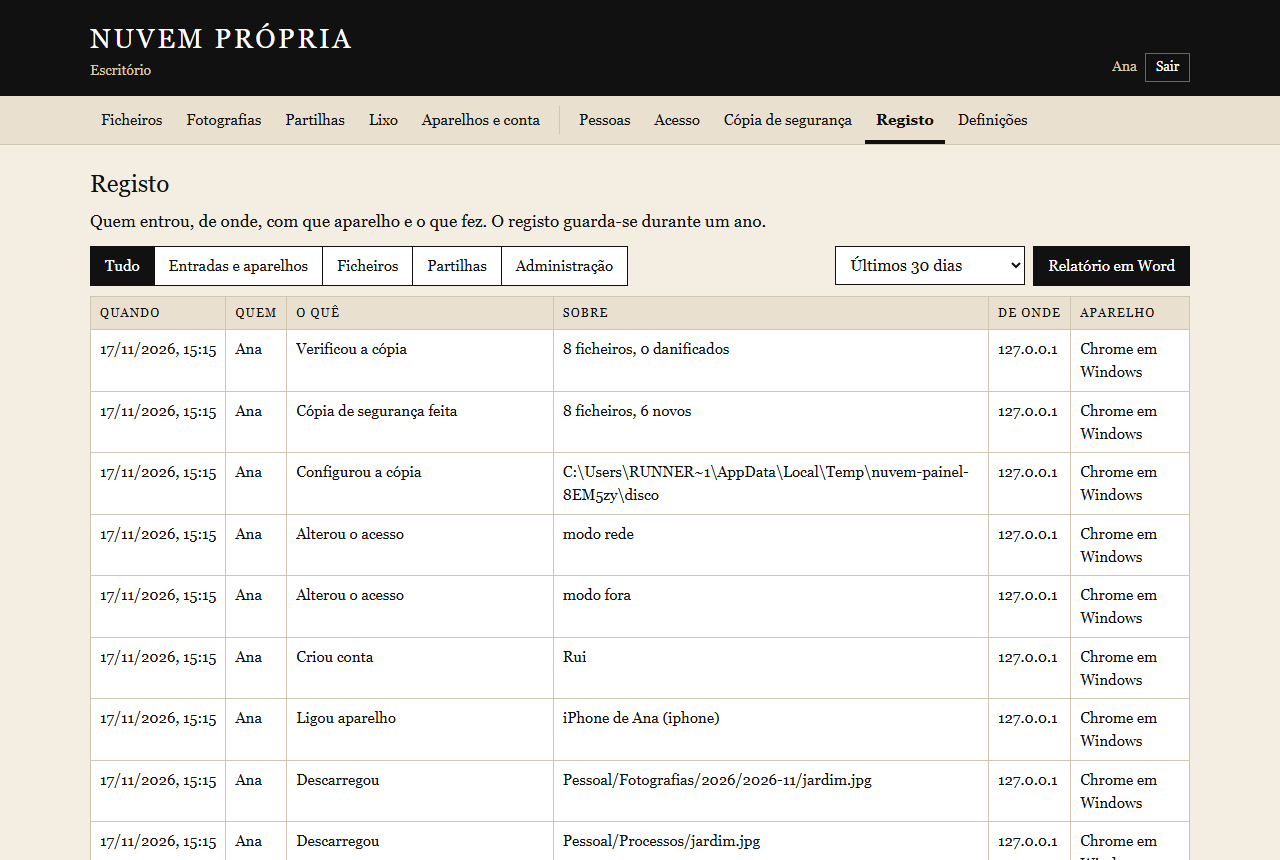 NUVEM PRÓPRIA
Escritório
Ana Sair
Ficheiros Fotografias Partilhas Lixo Aparelhos e conta Pessoas Acesso Cópia de segurança Registo Definições
Registo
Quem entrou, de onde, com que aparelho e o que fez. O registo guarda-se durante um ano.
Tudo Entradas e aparelhos Ficheiros Partilhas Administração Últimos 30 dias Relatório em Word
QUANDO QUEM O QUÊ SOBRE DE ONDE APARELHO
17/11/2026, 15:15 Ana Verificou a cópia 8 ficheiros, 0 danificados 127.0.0.1 Chrome em
Windows
17/11/2026, 15:15 Ana Cópia de segurança feita 8 ficheiros, 6 novos 127.0.0.1 Chrome em
Windows
17/11/2026, 15:15 Ana Configurou a cópia C:\Users\RUNNER~1\AppData\Local\Temp\nuvem-painel- 127.0.0.1 Chrome em
8EM5zy\disco Windows
17/11/2026, 15:15 Ana Alterou o acesso modo rede 127.0.0.1 Chrome em
Windows
17/11/2026, 15:15 Ana Alterou o acesso modo fora 127.0.0.1 Chrome em
Windows
17/11/2026, 15:15 Ana Criou conta Rui 127.0.0.1 Chrome em
Windows
17/11/2026, 15:15 Ana Ligou aparelho iPhone de Ana (iphone) 127.0.0.1 Chrome em
Windows
17/11/2026, 15:15 Ana Descarregou Pessoal/Fotografias/2026/2026-11/jardim.jpg 127.0.0.1 Chrome em
Windows
17/11/2026, 15:15 Ana Descarregou Pessoal/Processos/jardim.jpg 127.0.0.1 Chrome em